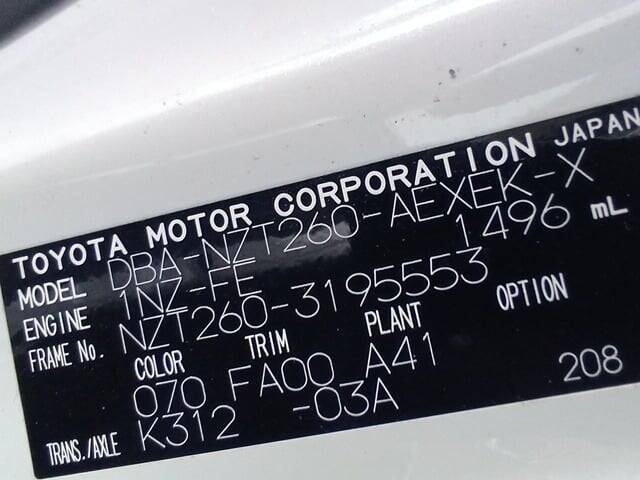 TOYOTA MOTOR CORPORATION JAPAN
MODEL DBA-NZT260-AEXEK-X
ENGINE 1NZ-FE 1496 mL
FRAME No. NZT260-3195553
COLOR TRIM PLANT OPTION
0Z0 FA00 A41
TRANS./AXLE K312 -03A 208